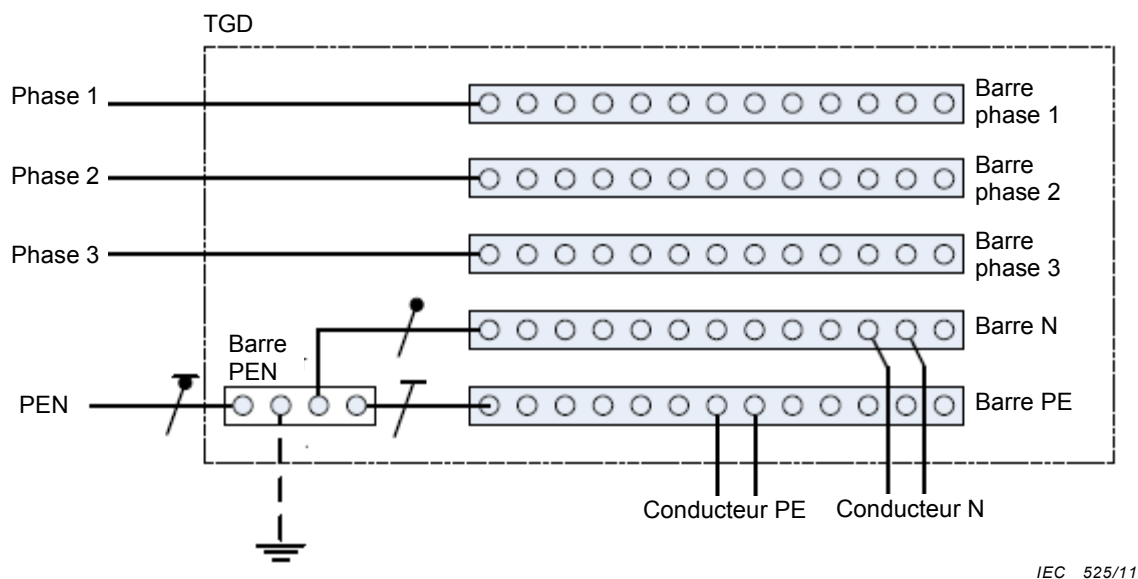 TGD
Phase 1
Barre
phase 1
Phase 2
Barre
phase 2
Phase 3
Barre
phase 3
Barre N
Barre
PEN
PEN
Barre PE
Conducteur PE
Conducteur N
IEC 525/11